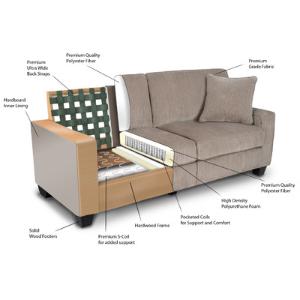 Premium Quality
Polyester Fiber
Premium
Ultra Wide
Back Straps
Premium
Grade Fabric
Hardboard
Inner Lining
Premium Quality
Polyester Fiber
High Density
Polyurethane Foam
Pocketed Coils
for Support and Comfort
Hardwood Frame
Premium S-Coil
for added support
Solid
Wood Footers